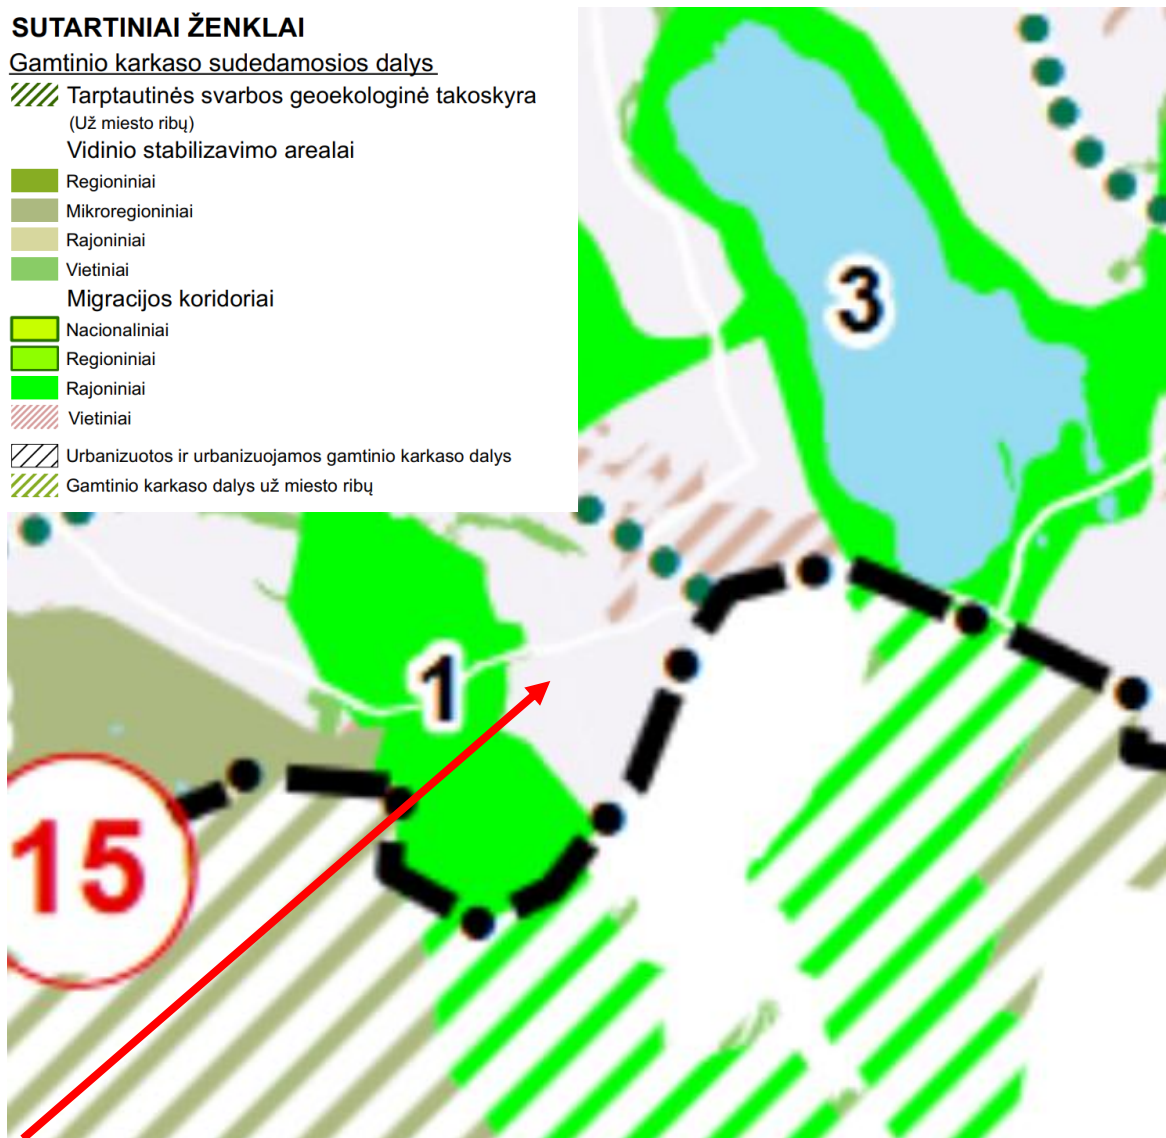 SUTARTINIAI ŽENKLAI
Gamtinio karkaso sudedamosios dalys
Tarptautinės svarbos geoekologinė takoskyra
(Už miesto ribų)
Vidinio stabilizavimo arealai
Regioniniai
Mikroregioniniai
Rajoniniai
Vietiniai
Migracijos koridoriai
Nacionaliniai
Regioniniai
Rajoniniai
Vietiniai
Urbanizuotos ir urbanizuojamos gamtinio karkaso dalys
Gamtinio karkaso dalys už miesto ribų
3
1
15